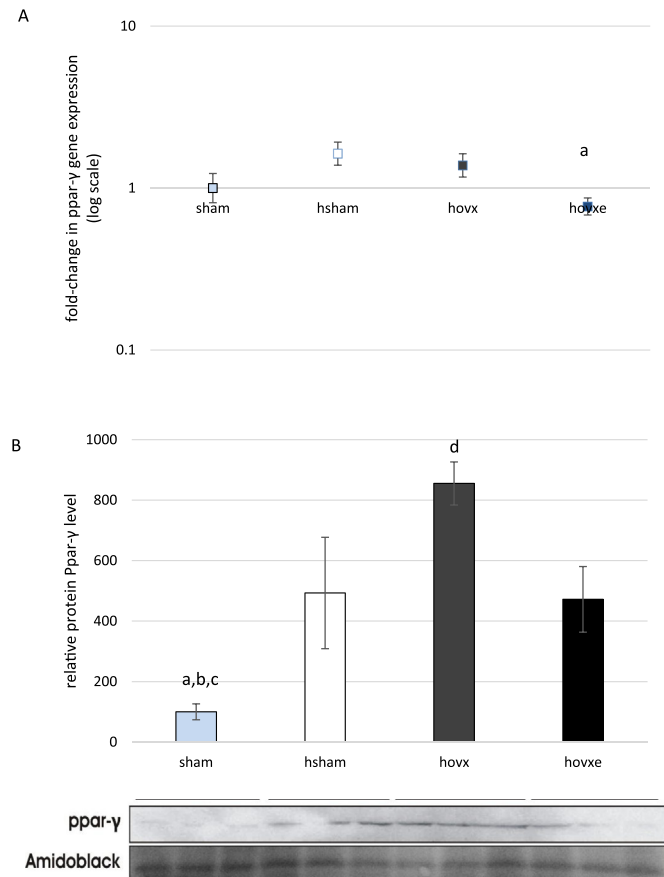 A
fold-change in ppar-γ gene expression
(log scale)
10
1
0.1
a
sham
hsham
hovx
hovxe
B
relative protein Ppar-γ level
1000
800
600
400
200
0
a,b,c
d
sham
hsham
hovx
hovxe
ppar-γ
Amidoblack